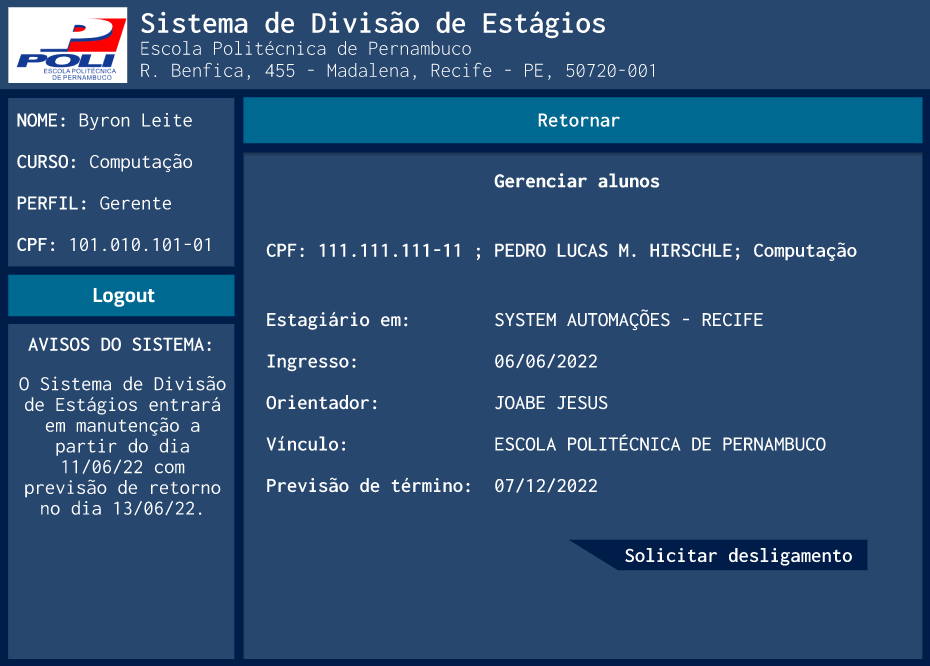 POLI
ESCOLA POLITÉCNICA
DE PERNAMBUCO
Sistema de Divisão de Estágios
Escola Politécnica de Pernambuco
R. Benfica, 455 - Madalena, Recife - PE, 50720-001
NOME: Byron Leite
CURSO: Computação
PERFIL: Gerente
CPF: 101.010.101-01
Logout
AVISOS DO SISTEMA:
O Sistema de Divisão
de Estágios entrará
em manutenção a
partir do dia
11/06/22 com
previsão de retorno
no dia 13/06/22.
Retornar
Gerenciar alunos
CPF: 111.111.111-11 ; PEDRO LUCAS M. HIRSCHLE; Computação
Estagiário em: SYSTEM AUTOMAÇÕES - RECIFE
Ingresso: 06/06/2022
Orientador: JOABE JESUS
Vínculo: ESCOLA POLITÉCNICA DE PERNAMBUCO
Previsão de término: 07/12/2022
Solicitar desligamento